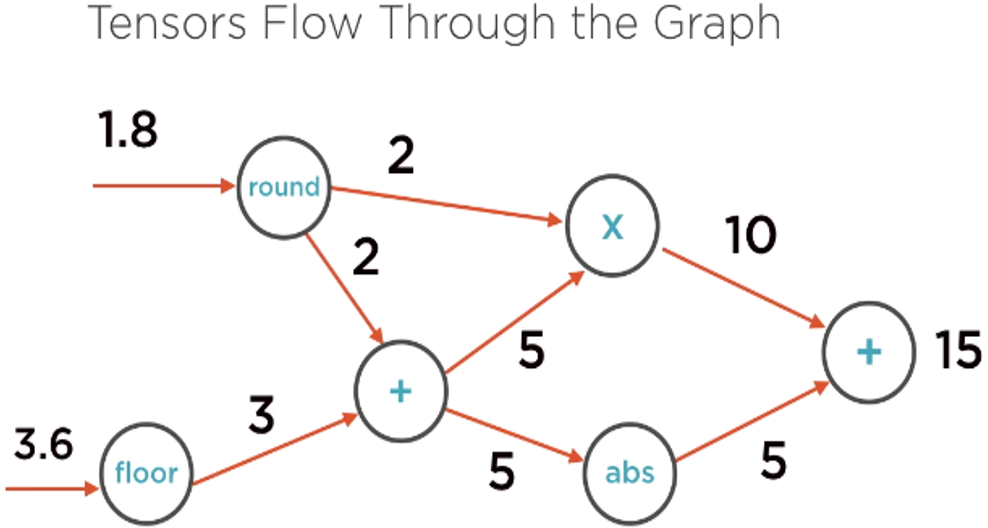 Tensors Flow Through the Graph
1.8
round
2
2
x
10
+
15
5
+
3
3.6
floor
5
abs
5